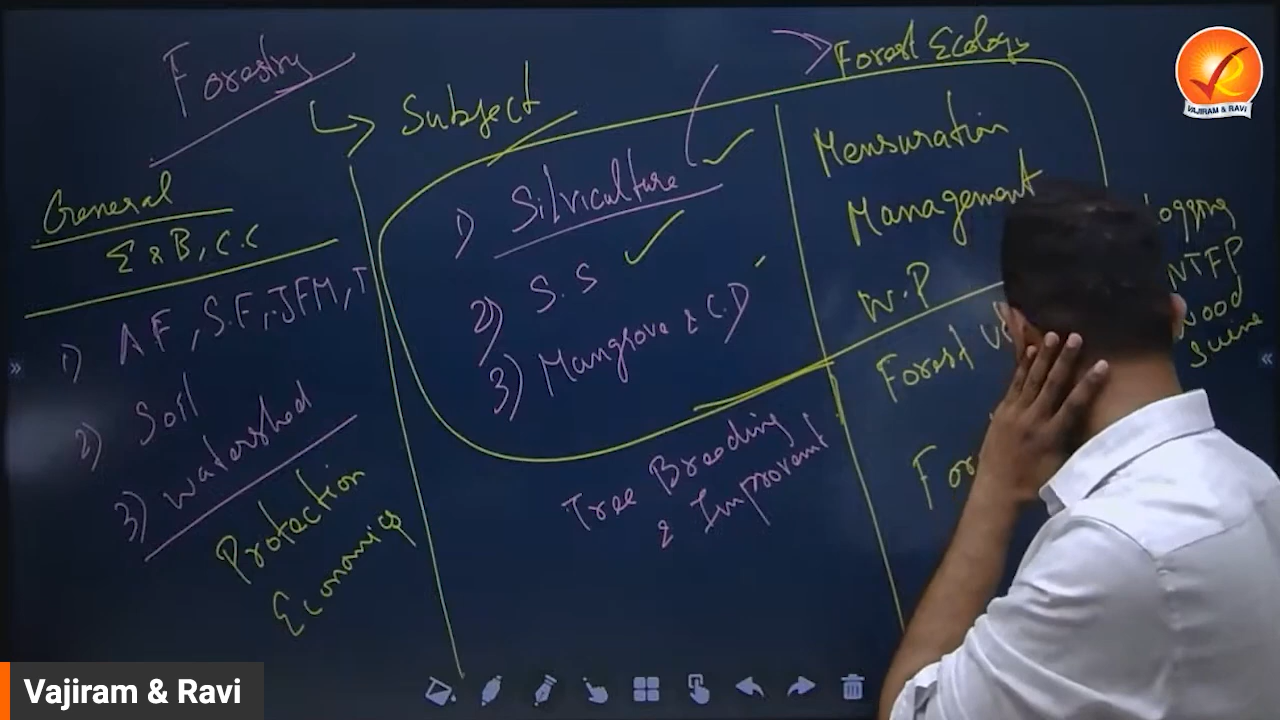 Forestry
Subject
General
E & B, C.C
1) AF, S.F, JFM, T
2) Soil
3) Watershed
Protection
Economics
1) Silviculture
2) S.S
3) Mangrove & C.D
Tree Breeding
& Improvemt
Forest Ecology
Mensuration
Management
W.P
Forest
Logging
NTFP
Wood
VAJIRAM & RAVI
Vajiram & Ravi